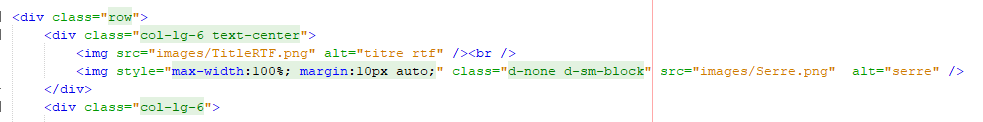 <div class="row">
<div class="col-lg-6 text-center">
<img src="images/TitleRTF.png" alt="titre rtf" /><br />
<img style="max-width:100%; margin:10px auto;" class="d-none d-sm-block" src="images/Serre.png"  alt="serre" />
</div>
<div class="col-lg-6">